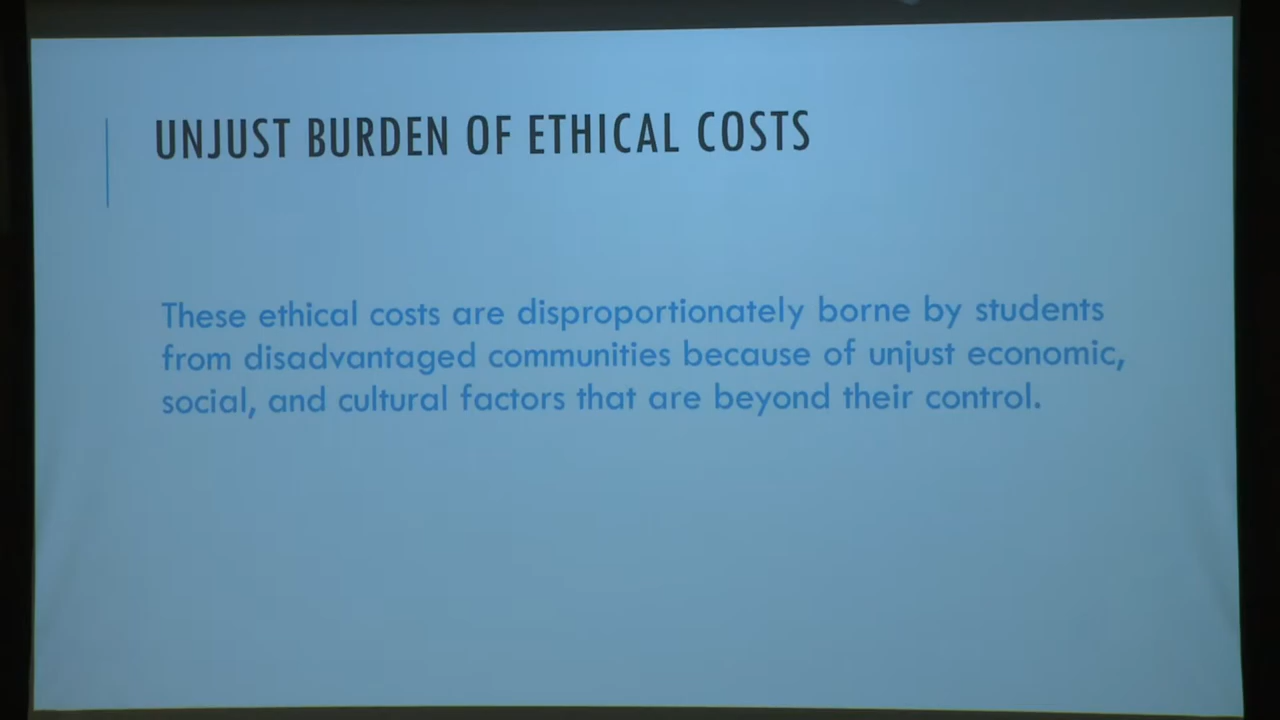 UNJUST BURDEN OF ETHICAL COSTS
These ethical costs are disproportionately borne by students
from disadvantaged communities because of unjust economic,
social, and cultural factors that are beyond their control.